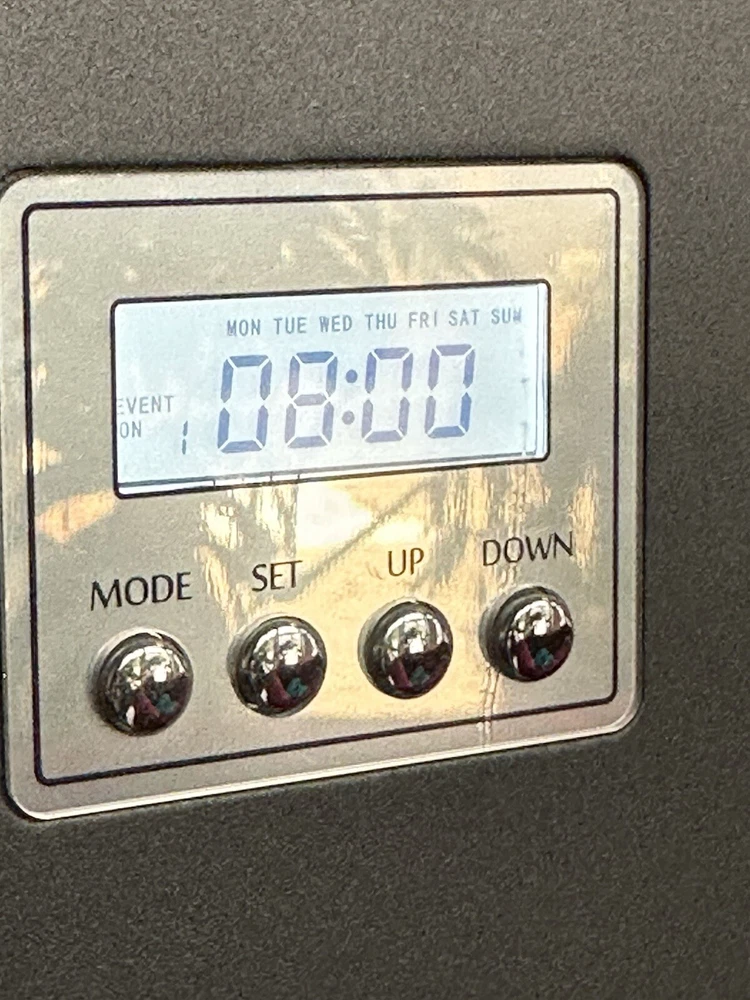 MON TUE WED THU FRI SAT SUN
EVENT
ON 1 08:00
MODE SET UP DOWN